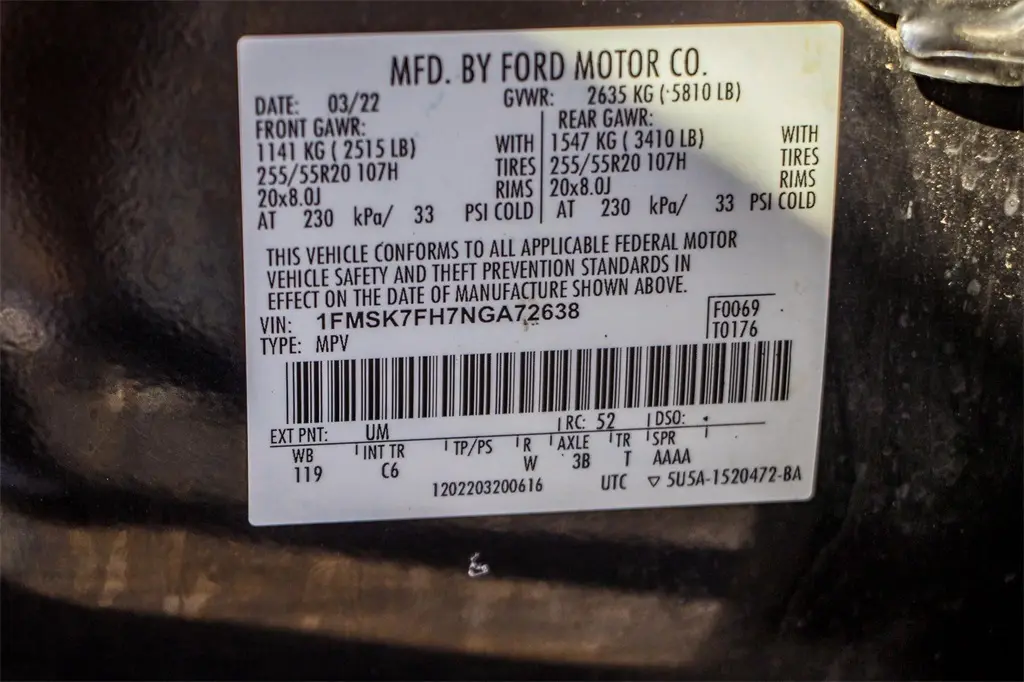 MFD. BY FORD MOTOR CO.
DATE: 03/22 GVWR: 2635 KG ( 5810 LB)
FRONT GAWR: REAR GAWR:
1141 KG ( 2515 LB) WITH 1547 KG ( 3410 LB) WITH
255/55R20 107H TIRES 255/55R20 107H TIRES
20x8.0J RIMS 20x8.0J RIMS
AT 230 kPa/ 33 PSI COLD AT 230 kPa/ 33 PSI COLD
THIS VEHICLE CONFORMS TO ALL APPLICABLE FEDERAL MOTOR
VEHICLE SAFETY AND THEFT PREVENTION STANDARDS IN
EFFECT ON THE DATE OF MANUFACTURE SHOWN ABOVE.
VIN: 1FMSK7FH7NGA72638 F0069
TYPE: MPV T0176
EXT PNT: UM RC: 52 DSO:
WB INT TR TP/PS R AXLE TR SPR
119 C6 W 3B T AAAA
1202203200616 UTC ▽ 5U5A-1520472-BA